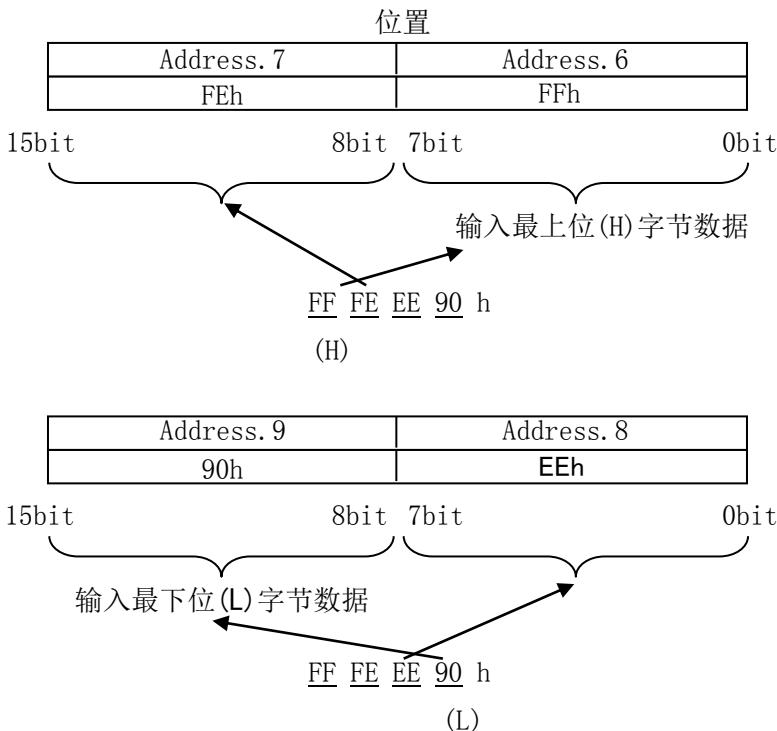 位置
Address.7 Address.6
FEh FFh
15bit 8bit 7bit 0bit
输入最上位(H)字节数据
FF FE EE 90 h
(H)
Address.9 Address.8
90h EEh
15bit 8bit 7bit 0bit
输入最下位(L)字节数据
FF FE EE 90 h
(L)